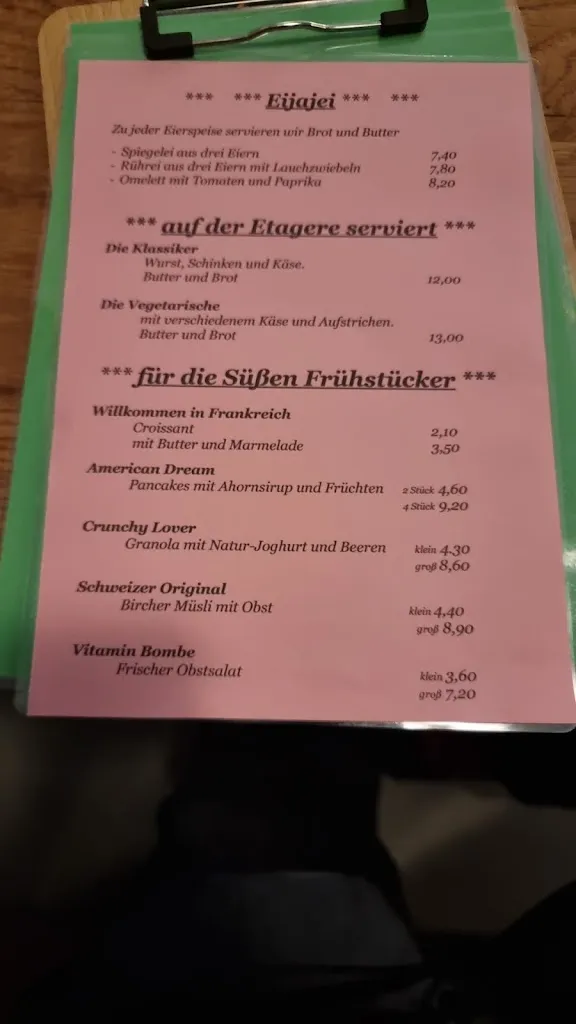 *** *** Eijajei *** ***
Zu jeder Eierspeise servieren wir Brot und Butter
- Spiegelei aus drei Eiern 7,40
- Rührei aus drei Eiern mit Lauchzwiebeln 7,80
- Omelett mit Tomaten und Paprika 8,20
*** auf der Etagere serviert ***
Die Klassiker
Wurst, Schinken und Käse.
Butter und Brot 12,00
Die Vegetarische
mit verschiedenem Käse und Aufstrichen.
Butter und Brot 13,00
*** für die Süßen Frühstücker ***
Willkommen in Frankreich
Croissant 2,10
mit Butter und Marmelade 3,50
American Dream
Pancakes mit Ahornsirup und Früchten 2 Stück 4,60
4 Stück 9,20
Crunchy Lover
Granola mit Natur-Joghurt und Beeren klein 4.30
groß 8,60
Schweizer Original
Bircher Müsli mit Obst klein 4,40
groß 8,90
Vitamin Bombe
Frischer Obstsalat klein 3,60
groß 7,20